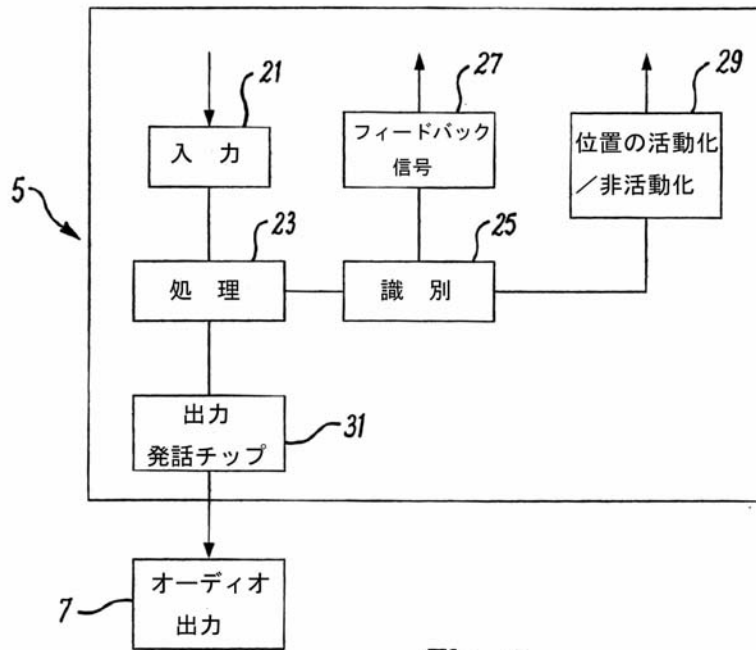 21
入 力
27
フィードバック
信号
29
位置の活動化
／非活動化
5
23
処 理
25
識 別
出力
発話チップ
31
7
オーディオ
出力